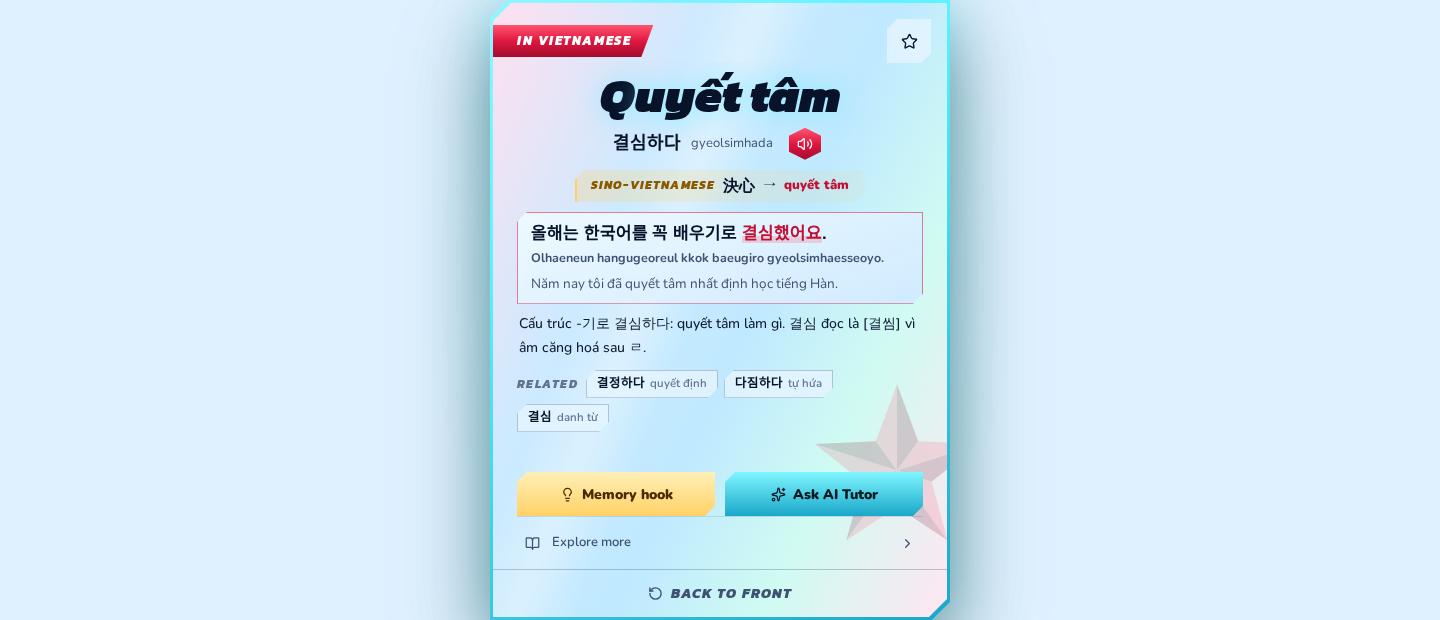 IN VIETNAMESE
Quyết tâm
결심하다 gyeolsimhada
SINO-VIETNAMESE 決心 → quyết tâm
올해는 한국어를 꼭 배우기로 결심했어요.
Olhaeneun hangugeoreul kkok baeugiro gyeolsimhaesseoyo.
Năm nay tôi đã quyết tâm nhất định học tiếng Hàn.
Cấu trúc -기로 결심하다: quyết tâm làm gì. 결심 đọc là [결씸] vì
âm căng hoá sau ㄹ.
RELATED 결정하다 quyết định 다짐하다 tự hứa
결심 danh từ
Memory hook Ask AI Tutor
Explore more
BACK TO FRONT